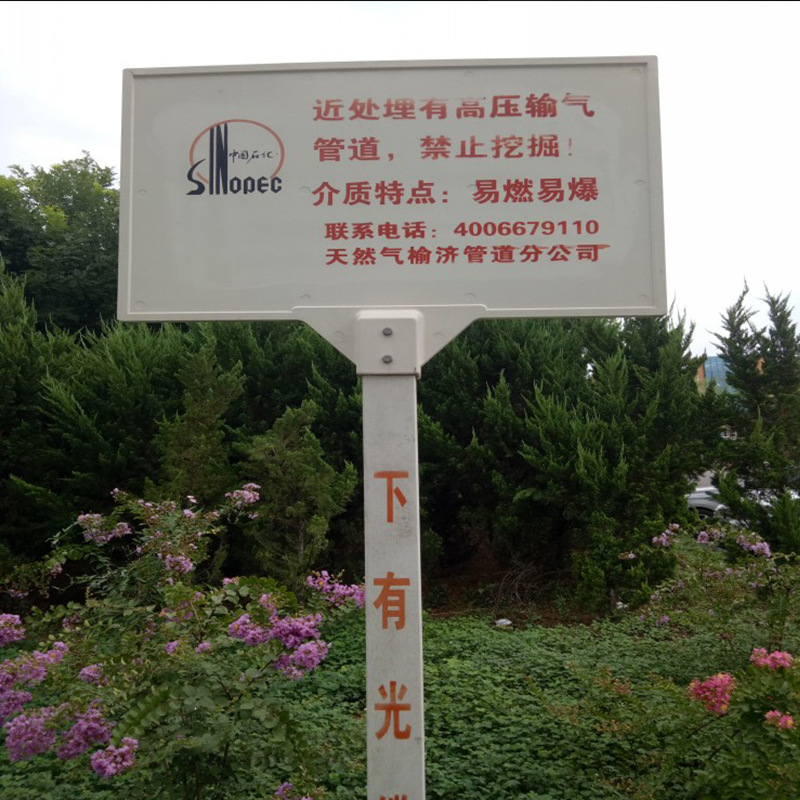 中国石化
SINOPEC
近处埋有高压输气
管道，禁止挖掘！
介质特点：易燃易爆
联系电话：4006679110
天然气榆济管道分公司
下有光